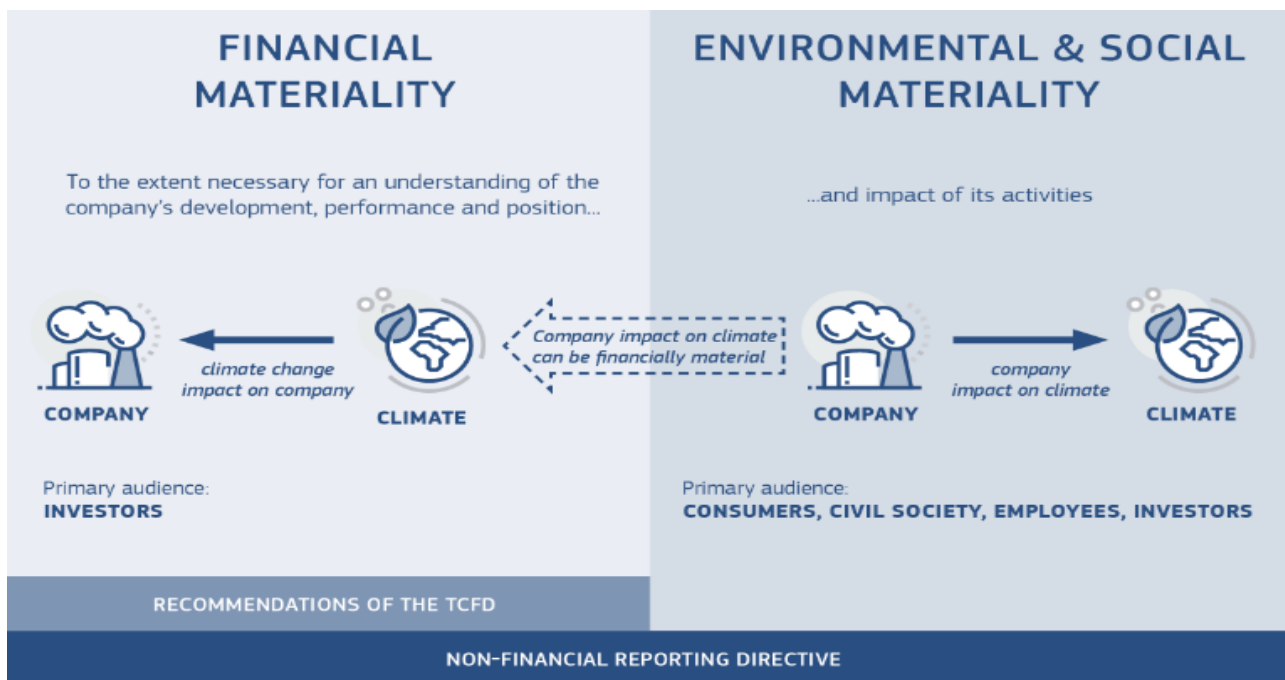 FINANCIAL
MATERIALITY
To the extent necessary for an understanding of the
company's development, performance and position...
climate change
impact on company
COMPANY
CLIMATE
Primary audience:
INVESTORS
RECOMMENDATIONS OF THE TCFD
Company impact on climate
can be financially material
ENVIRONMENTAL & SOCIAL
MATERIALITY
...and impact of its activities
company
impact on climate
COMPANY
CLIMATE
Primary audience:
CONSUMERS, CIVIL SOCIETY, EMPLOYEES, INVESTORS
NON-FINANCIAL REPORTING DIRECTIVE